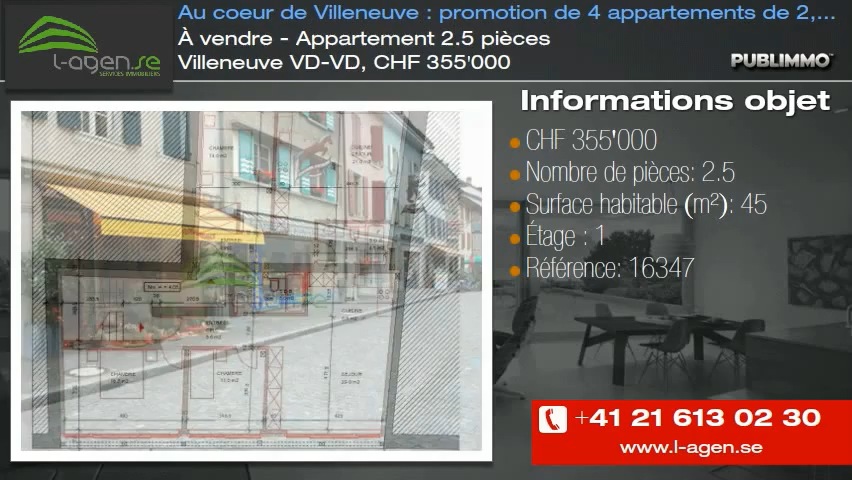 Au coeur de Villeneuve : promotion de 4 appartements de 2,...
À vendre - Appartement 2.5 pièces
Villeneuve VD-VD, CHF 355'000
l-agen.se
SERVICES IMMOBILIERS
PUBLIMMO
Informations objet
CHF 355'000
Nombre de pièces: 2.5
Surface habitable (m²): 45
Étage : 1
Référence: 16347
CHAMBRE
CHAMBRE
CHAMBRE
SEJOUR
+41 21 613 02 30
www.l-agen.se